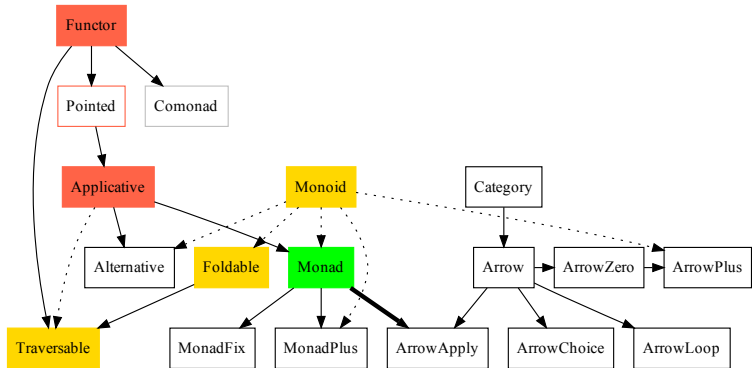 Functor
Pointed
Comonad
Applicative
Monoid
Category
Alternative
Foldable
Monad
Arrow
ArrowZero
ArrowPlus
Traversable
MonadFix
MonadPlus
ArrowApply
ArrowChoice
ArrowLoop